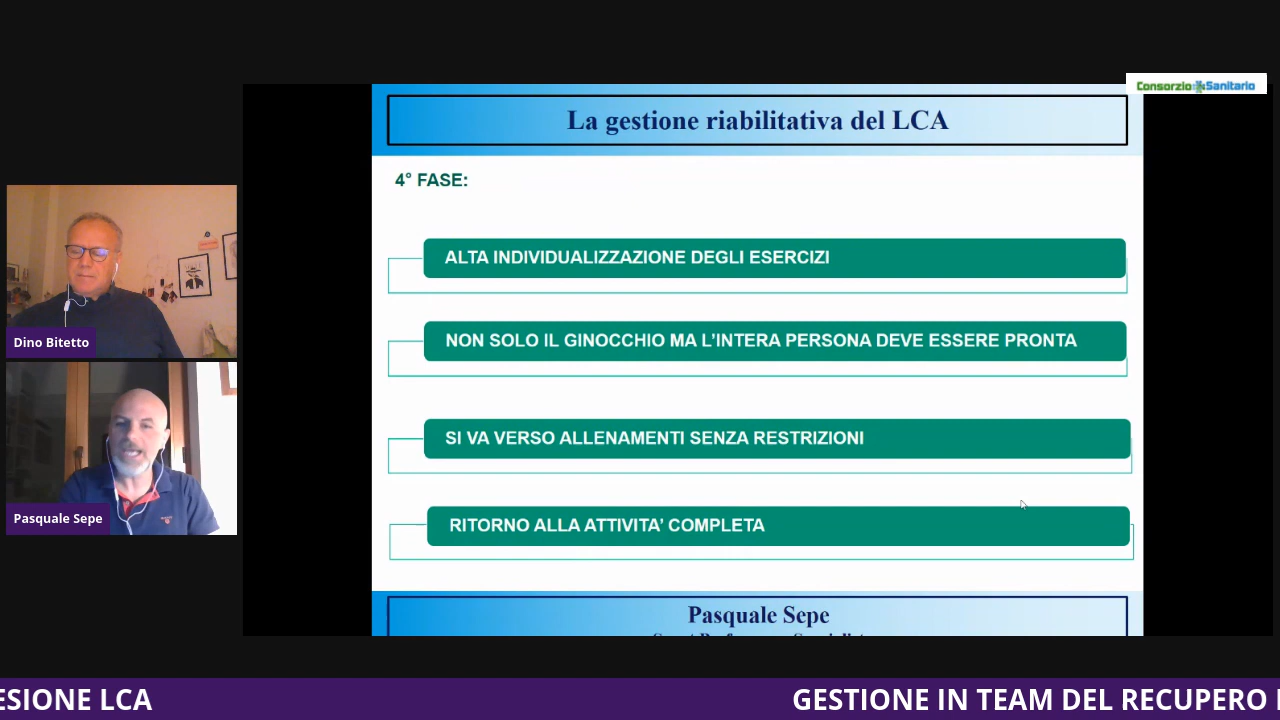 Consorzio Sanitario
La gestione riabilitativa del LCA
4° FASE:
ALTA INDIVIDUALIZZAZIONE DEGLI ESERCIZI
NON SOLO IL GINOCCHIO MA L'INTERA PERSONA DEVE ESSERE PRONTA
SI VA VERSO ALLENAMENTI SENZA RESTRIZIONI
RITORNO ALLA ATTIVITA' COMPLETA
Pasquale Sepe
Dino Bitetto
Pasquale Sepe
ESIONE LCA
GESTIONE IN TEAM DEL RECUPERO